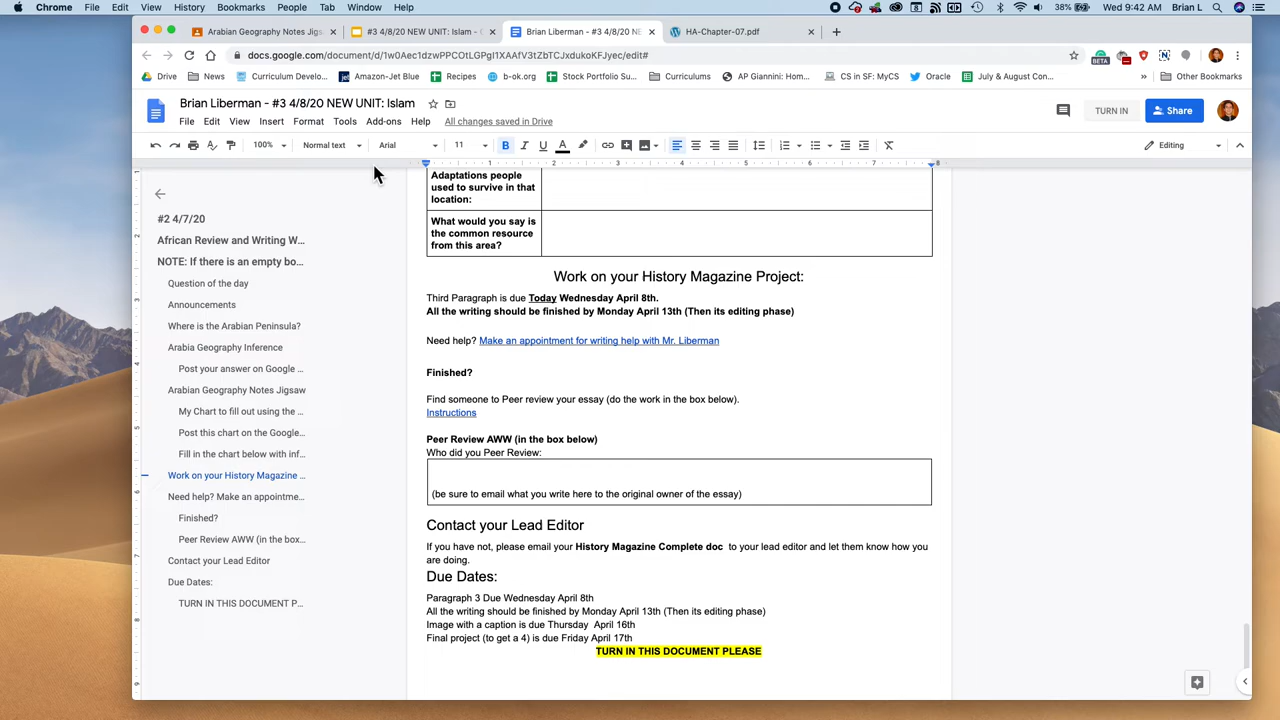 Chrome File Edit View History Bookmarks People Tab Window Help
38% Wed 9:42 AM Brian L
Arabian Geography Notes Jigs
#3 4/8/20 NEW UNIT: Islam - G
Brian Liberman - #3 4/8/20 NE
HA-Chapter-07.pdf
docs.google.com/document/d/1w0Aec1dzwPPCOtLGPgI1XAAfV3tZbTCJxdukoKFJyec/edit#
BETA
Drive News Curriculum Develo... Amazon-Jet Blue Recipes b-ok.org Stock Portfolio Su... Curriculums AP Giannini: Hom... CS in SF: MyCS Oracle July & August Con... » Other Bookmarks
Brian Liberman - #3 4/8/20 NEW UNIT: Islam
TURN IN
Share
File Edit View Insert Format Tools Add-ons Help All changes saved in Drive
100% Normal text Arial 11 B I U A Editing
1 2 3 4 5 6 7 8
#2 4/7/20
African Review and Writing W...
NOTE: If there is an empty bo...
Question of the day
Announcements
Where is the Arabian Peninsula?
Arabia Geography Inference
Post your answer on Google ...
Arabian Geography Notes Jigsaw
My Chart to fill out using the ...
Post this chart on the Google...
Fill in the chart below with inf...
Work on your History Magazine ...
Need help? Make an appointme...
Finished?
Peer Review AWW (in the box...
Contact your Lead Editor
Due Dates:
TURN IN THIS DOCUMENT P...
Adaptations people
used to survive in that
location:
What would you say is
the common resource
from this area?
Work on your History Magazine Project:
Third Paragraph is due Today Wednesday April 8th.
All the writing should be finished by Monday April 13th (Then its editing phase)
Need help? Make an appointment for writing help with Mr. Liberman
Finished?
Find someone to Peer review your essay (do the work in the box below).
Instructions
Peer Review AWW (in the box below)
Who did you Peer Review:
(be sure to email what you write here to the original owner of the essay)
Contact your Lead Editor
If you have not, please email your History Magazine Complete doc to your lead editor and let them know how you
are doing.
Due Dates:
Paragraph 3 Due Wednesday April 8th
All the writing should be finished by Monday April 13th (Then its editing phase)
Image with a caption is due Thursday April 16th
Final project (to get a 4) is due Friday April 17th
TURN IN THIS DOCUMENT PLEASE